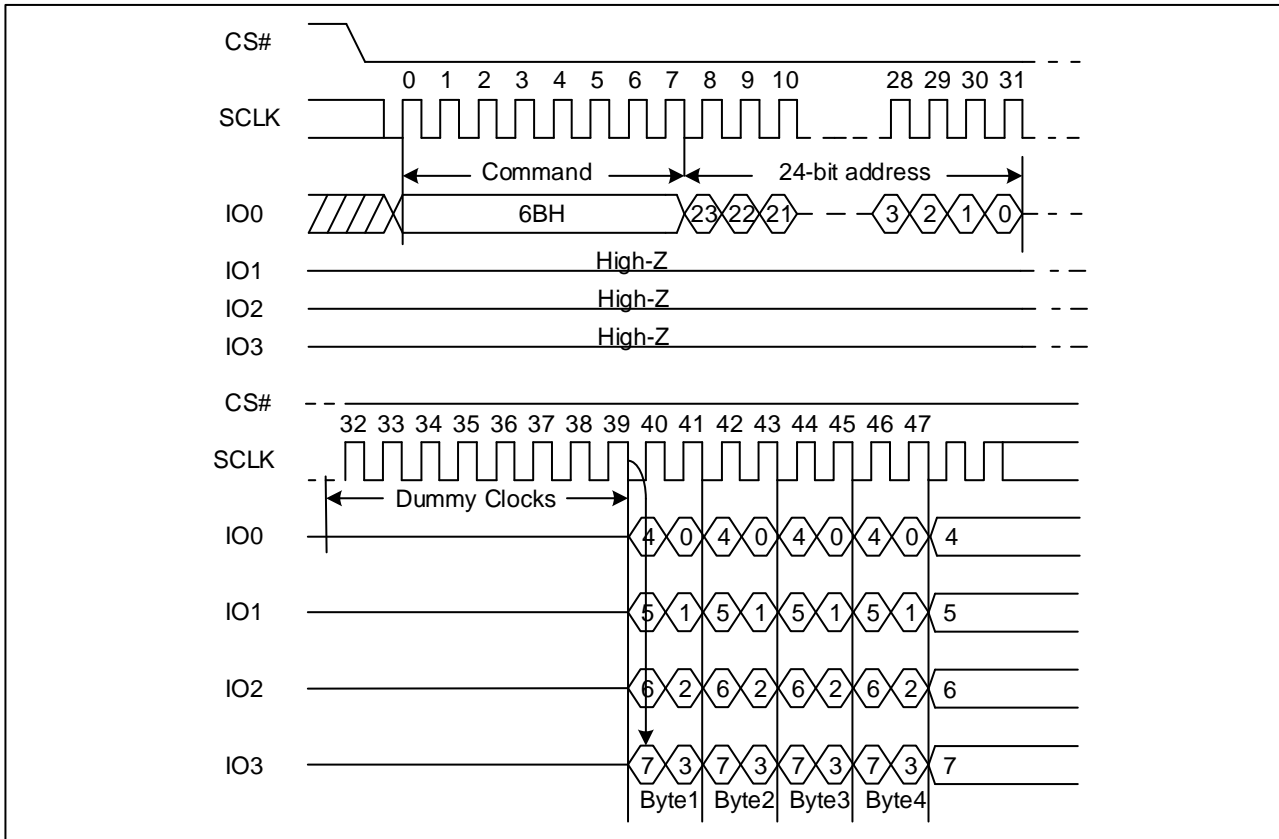 CS#
0 1 2 3 4 5 6 7 8 9 10 28 29 30 31
SCLK
Command 24-bit address
IO0 6BH 23 22 21 3 2 1 0
High-Z
IO1
High-Z
IO2
High-Z
IO3
CS#
32 33 34 35 36 37 38 39 40 41 42 43 44 45 46 47
SCLK
Dummy Clocks
IO0 4 0 4 0 4 0 4 0 4
IO1 5 1 5 1 5 1 5 1 5
IO2 6 2 6 2 6 2 6 2 6
IO3 7 3 7 3 7 3 7 3 7
Byte1 Byte2 Byte3 Byte4